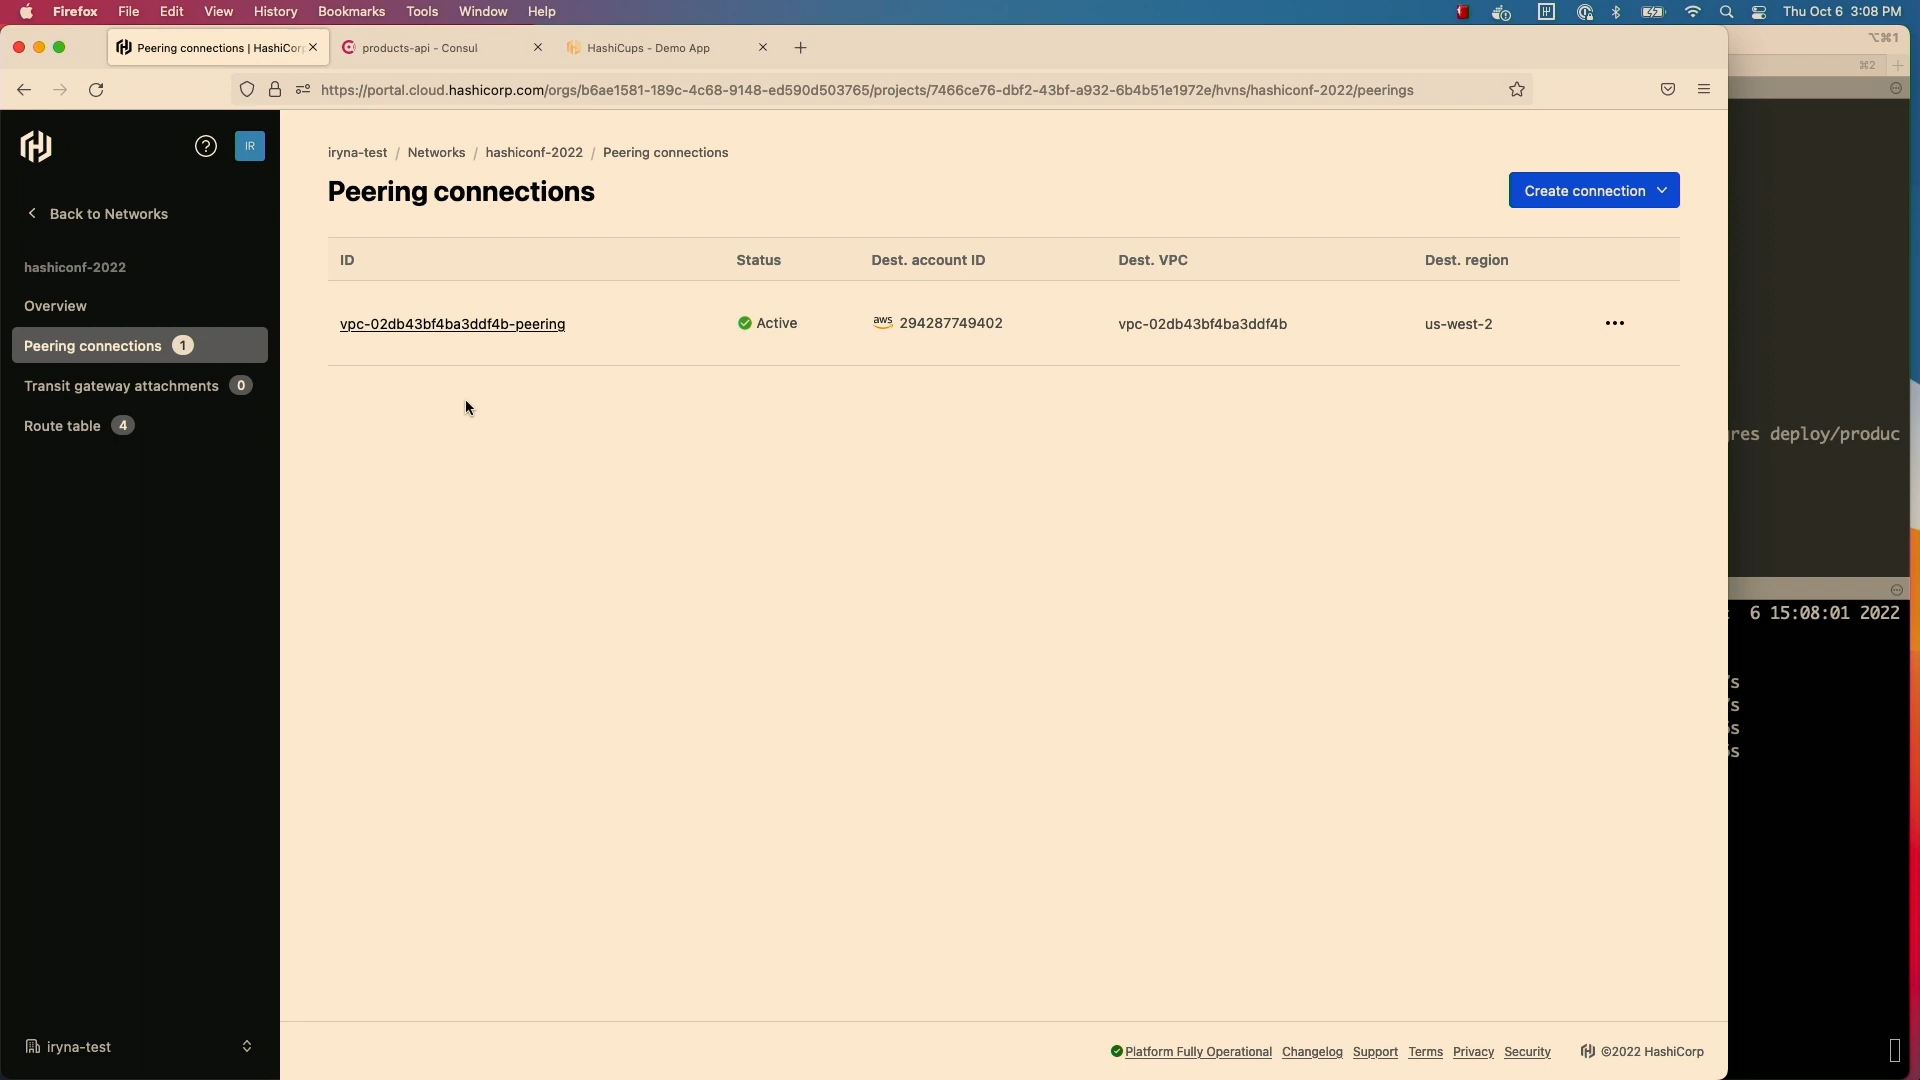 Firefox File Edit View History Bookmarks Tools Window Help Thu Oct 6 3:08 PM
Peering connections | HashiCor
products-api - Consul
HashiCups - Demo App
⌥⌘1
⌘2
https://portal.cloud.hashicorp.com/orgs/b6ae1581-189c-4c68-9148-ed590d503765/projects/7466ce76-dbf2-43bf-a932-6b4b51e1972e/hvns/hashiconf-2022/peerings
IR
Back to Networks
hashiconf-2022
Overview
Peering connections 1
Transit gateway attachments 0
Route table 4
iryna-test
iryna-test / Networks / hashiconf-2022 / Peering connections
Peering connections
Create connection
ID Status Dest. account ID Dest. VPC Dest. region
vpc-02db43bf4ba3ddf4b-peering Active aws 294287749402 vpc-02db43bf4ba3ddf4b us-west-2
Platform Fully Operational Changelog Support Terms Privacy Security ©2022 HashiCorp
res deploy/produc
6 15:08:01 2022
s
s
s
s